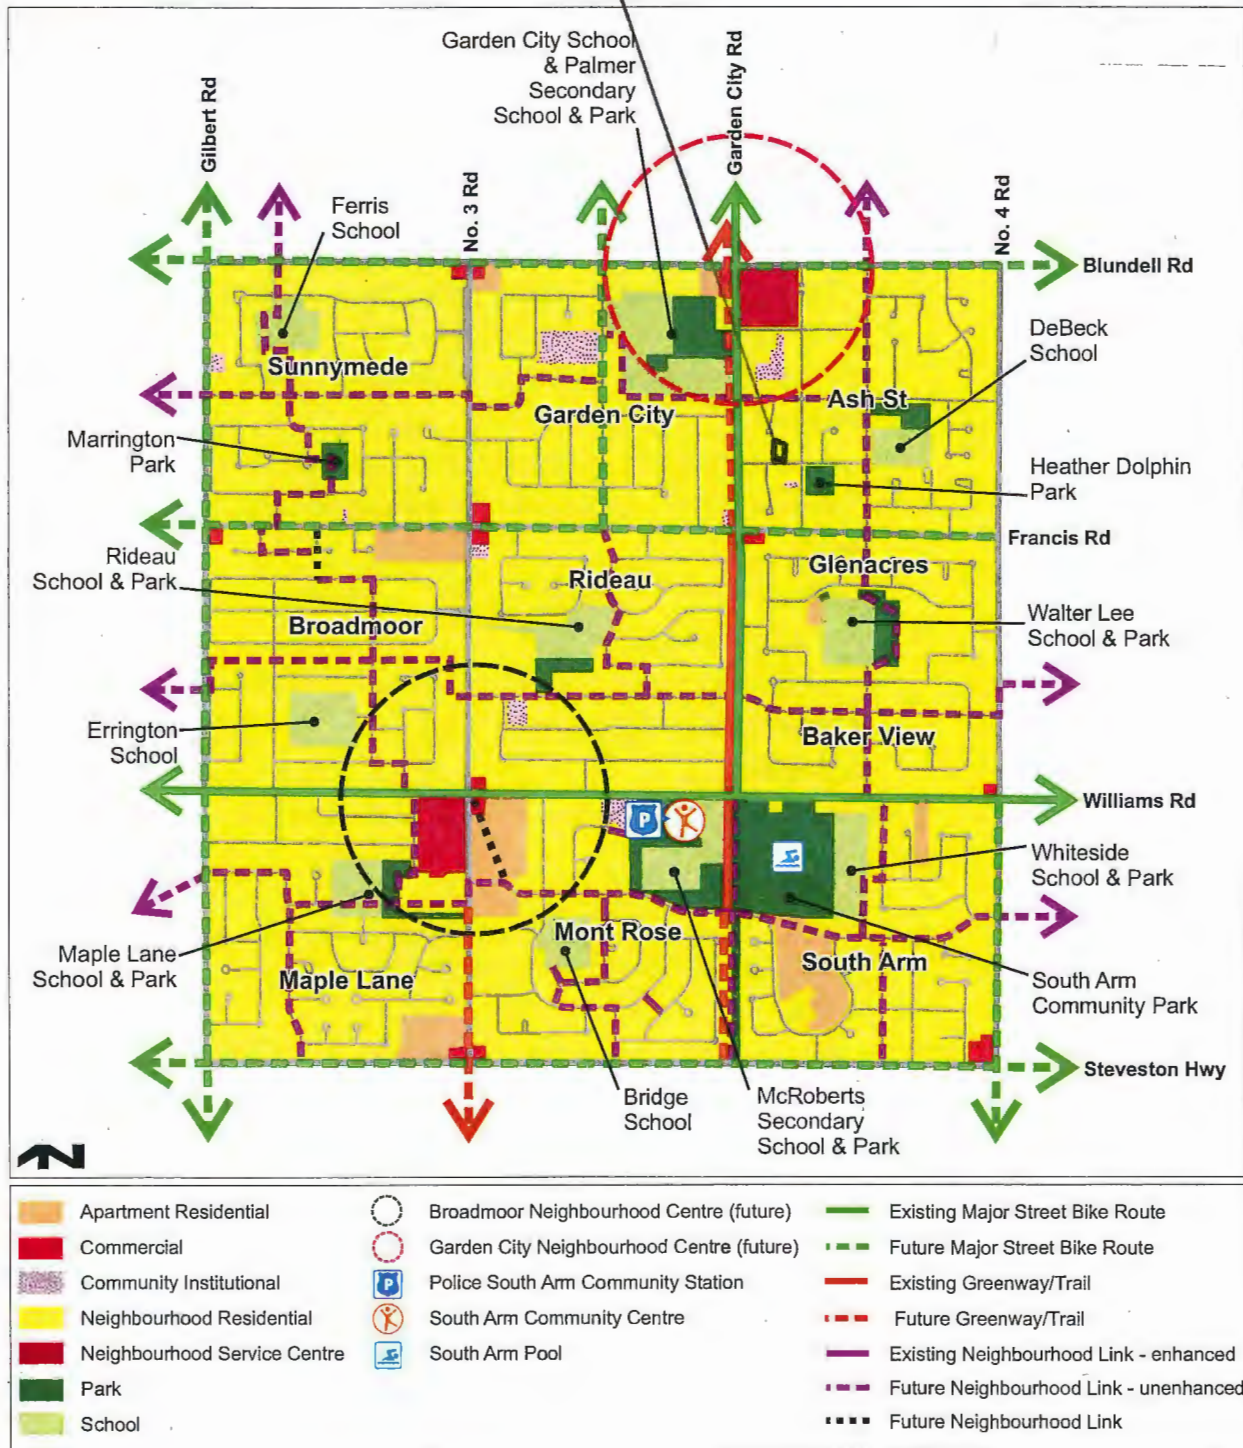 Garden City School
& Palmer
Secondary
School & Park
Gilbert Rd
No. 3 Rd
Garden City Rd
No. 4 Rd
Ferris
School
Blundell Rd
DeBeck
School
Sunnymede
Garden City
Ash St
Marrington
Park
Heather Dolphin
Park
Francis Rd
Rideau
School & Park
Rideau
Glenacres
Broadmoor
Walter Lee
School & Park
Errington
School
Baker View
Williams Rd
P
Whiteside
School & Park
Maple Lane
School & Park
Maple Lane
Mont Rose
South Arm
South Arm
Community Park
Steveston Hwy
Bridge
School
McRoberts
Secondary
School & Park
N
Apartment Residential
Commercial
Community Institutional
Neighbourhood Residential
Neighbourhood Service Centre
Park
School
Broadmoor Neighbourhood Centre (future)
Garden City Neighbourhood Centre (future)
P
Police South Arm Community Station
South Arm Community Centre
South Arm Pool
Existing Major Street Bike Route
Future Major Street Bike Route
Existing Greenway/Trail
Future Greenway/Trail
Existing Neighbourhood Link - enhanced
Future Neighbourhood Link - unenhanced
Future Neighbourhood Link